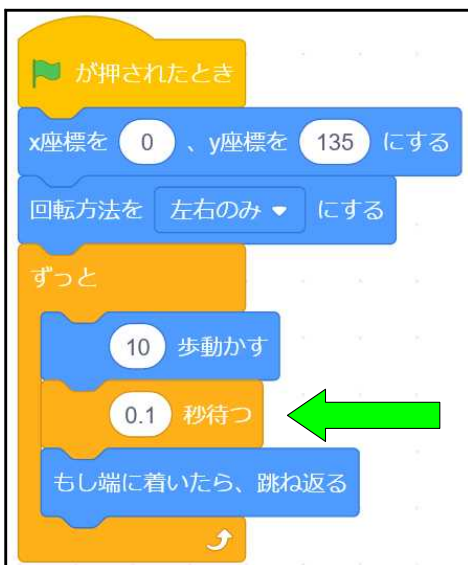 が押されたとき
x座標を 0 、y座標を 135 にする
回転方法を 左右のみ にする
ずっと
10 歩動かす
0.1 秒待つ
もし端に着いたら、跳ね返る